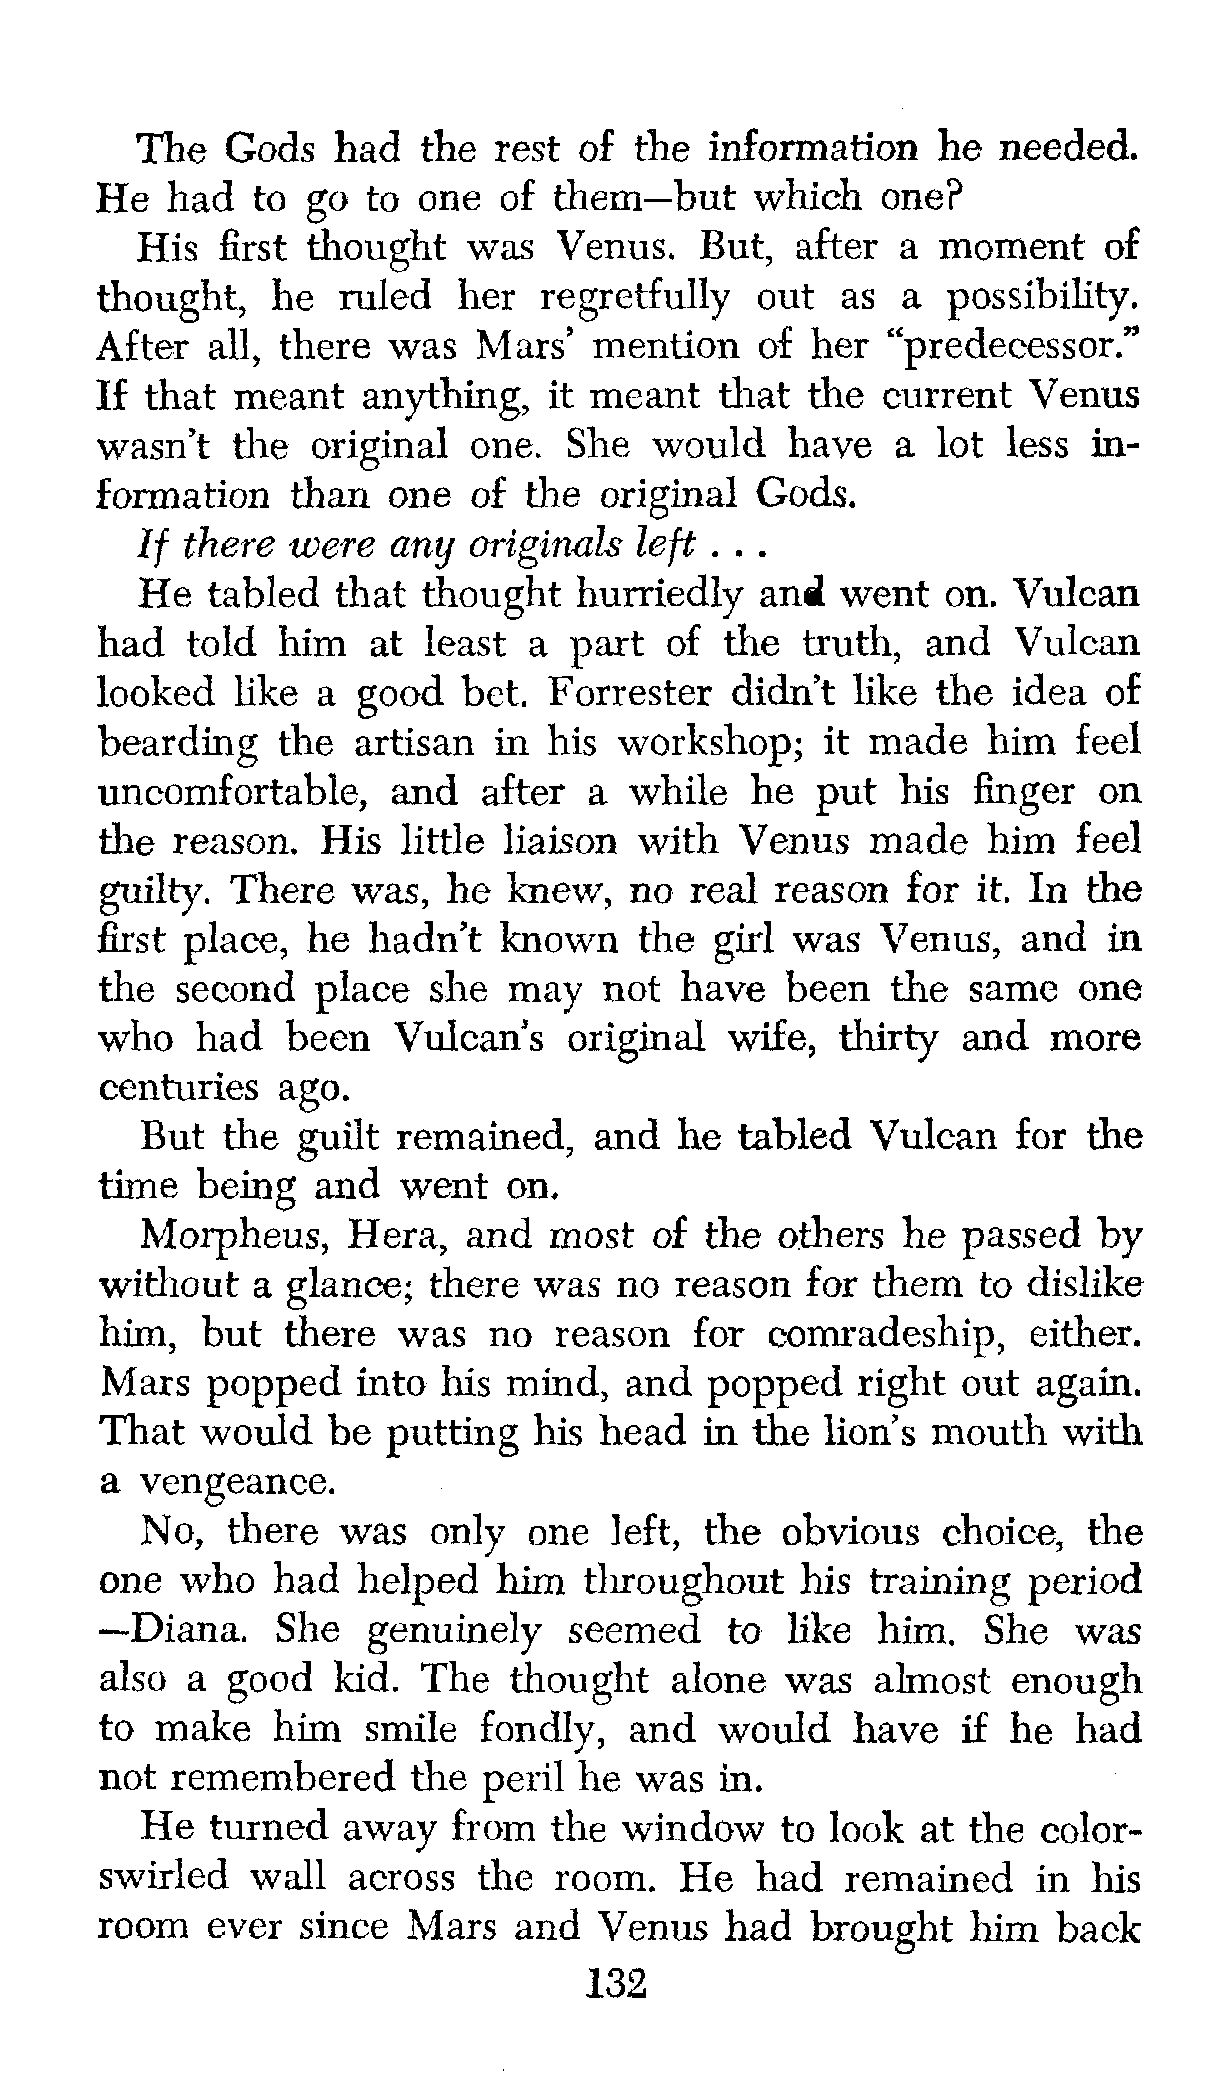 The Gods had the rest of the information he needed.
He had to go to one of them—but which one?
His first thought was Venus. But, after a moment of
thought, he ruled her regretfully out as a possibility.
After all, there was Mars' mention of her "predecessor."
If that meant anything, it meant that the current Venus
wasn't the original one. She would have a lot less in-
formation than one of the original Gods.
If there were any originals left . . .
He tabled that thought hurriedly and went on. Vulcan
had told him at least a part of the truth, and Vulcan
looked like a good bet. Forrester didn't like the idea of
bearding the artisan in his workshop; it made him feel
uncomfortable, and after a while he put his finger on
the reason. His little liaison with Venus made him feel
guilty. There was, he knew, no real reason for it. In the
first place, he hadn't known the girl was Venus, and in
the second place she may not have been the same one
who had been Vulcan's original wife, thirty and more
centuries ago.
But the guilt remained, and he tabled Vulcan for the
time being and went on.
Morpheus, Hera, and most of the others he passed by
without a glance; there was no reason for them to dislike
him, but there was no reason for comradeship, either.
Mars popped into his mind, and popped right out again.
That would be putting his head in the lion's mouth with
a vengeance.
No, there was only one left, the obvious choice, the
one who had helped him throughout his training period
—Diana. She genuinely seemed to like him. She was
also a good kid. The thought alone was almost enough
to make him smile fondly, and would have if he had
not remembered the peril he was in.
He turned away from the window to look at the color-
swirled wall across the room. He had remained in his
room ever since Mars and Venus had brought him back
132